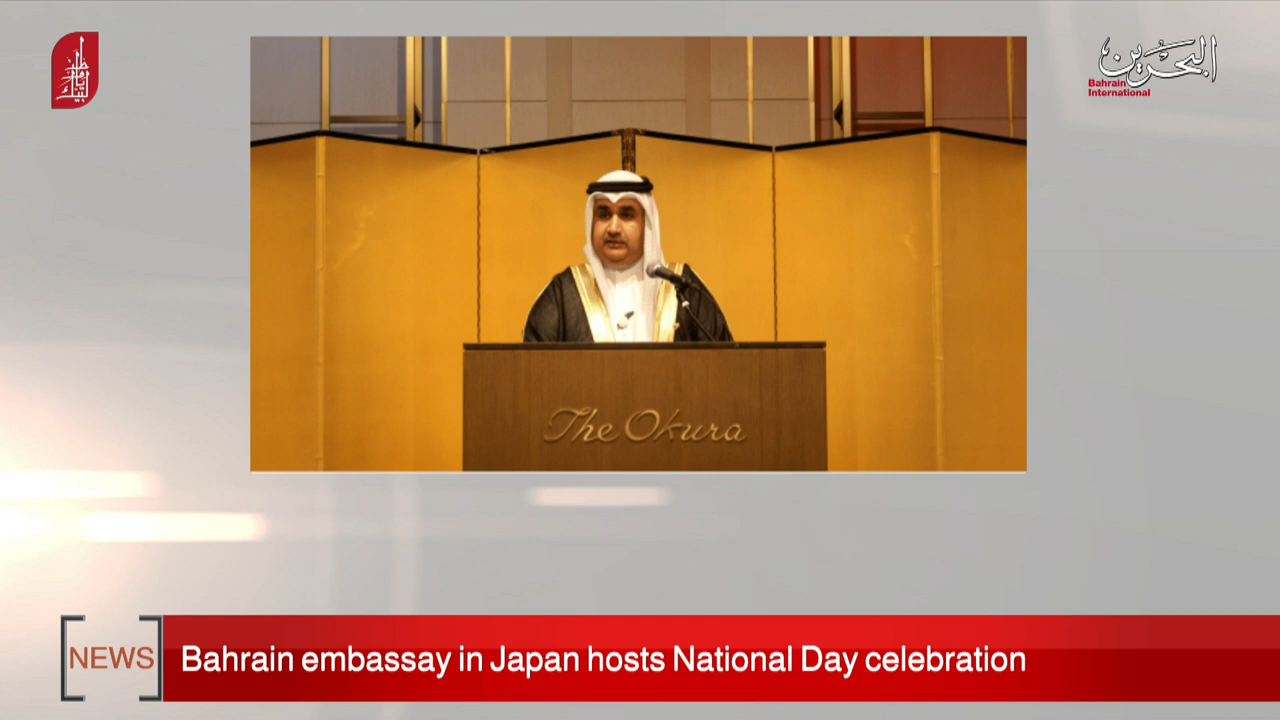 البحرين
Bahrain
International
The Okura
NEWS
Bahrain embassay in Japan hosts National Day celebration